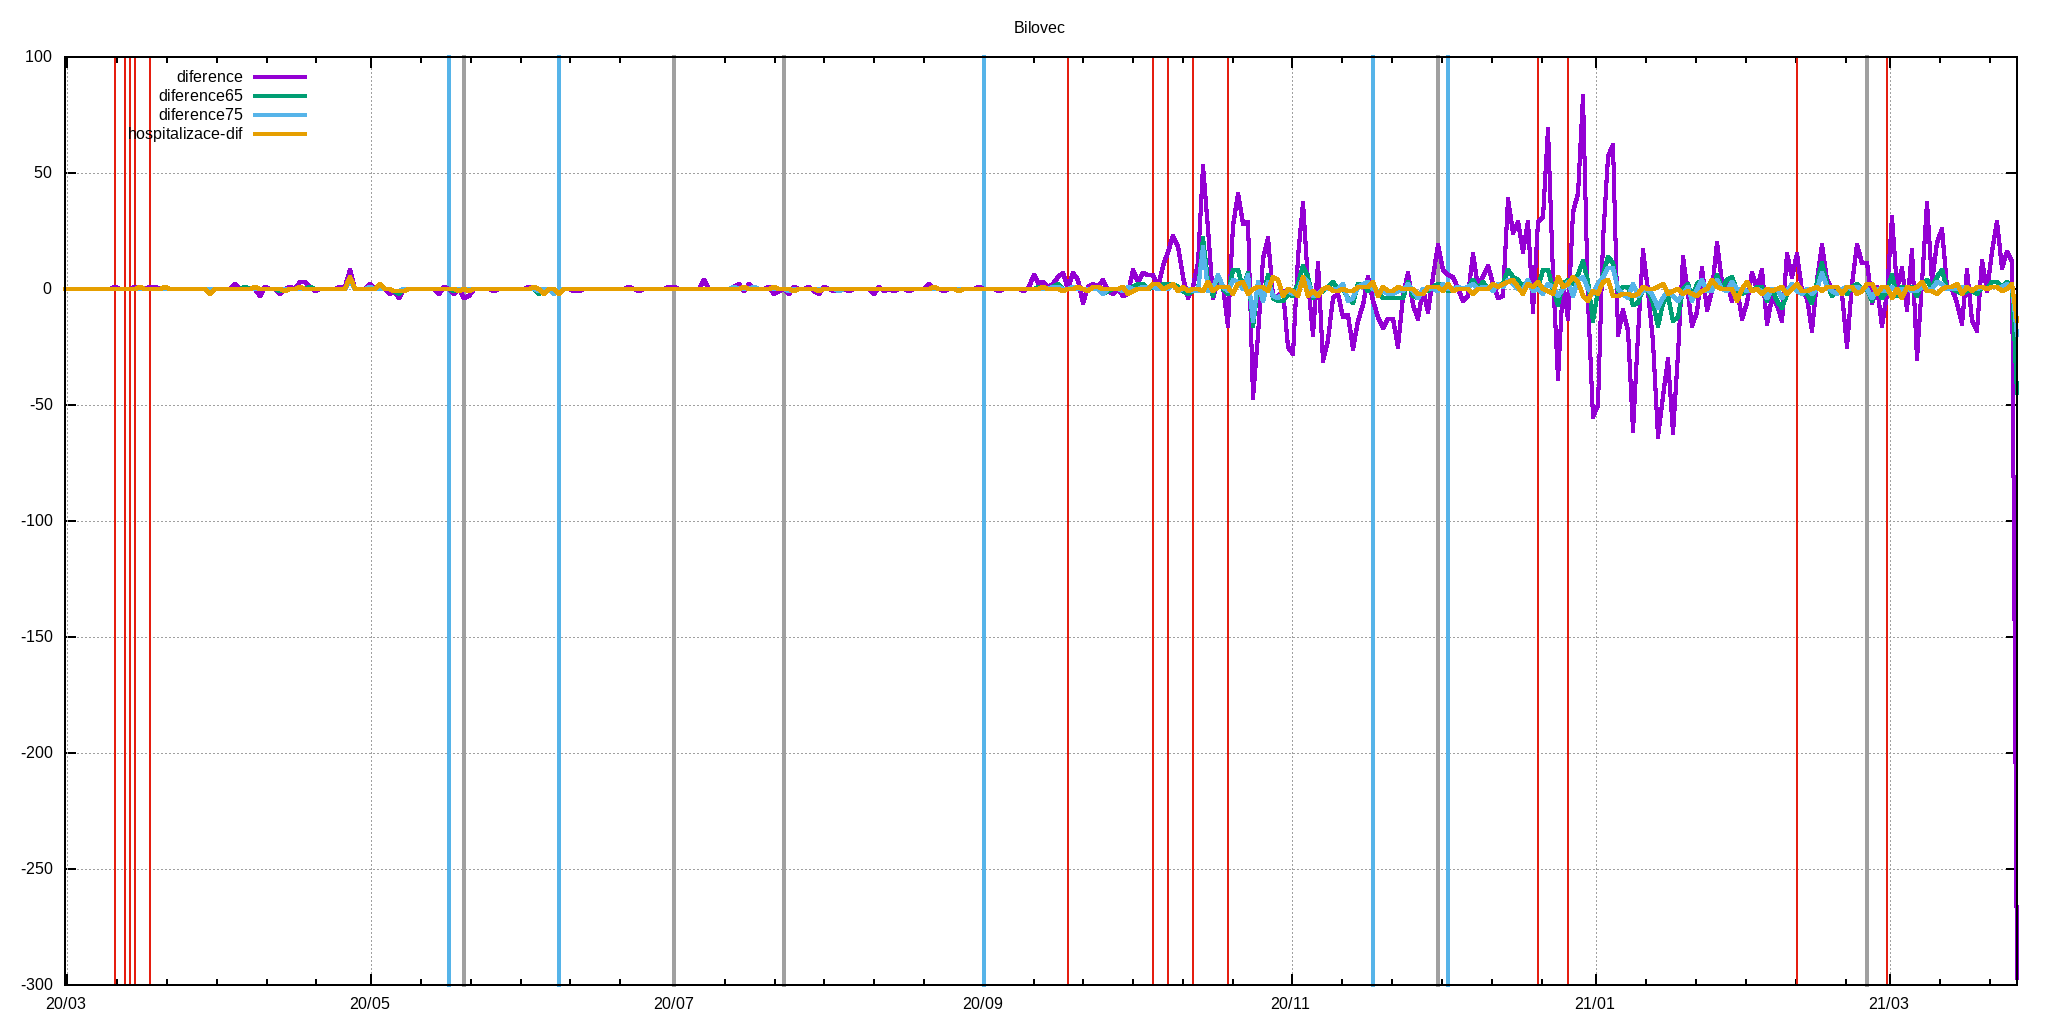 Bilovec
100
diference
diference65
diference75
hospitalizace-dif
50
0
-50
-100
-150
-200
-250
-300
20/03 20/05 20/07 20/09 20/11 21/01 21/03